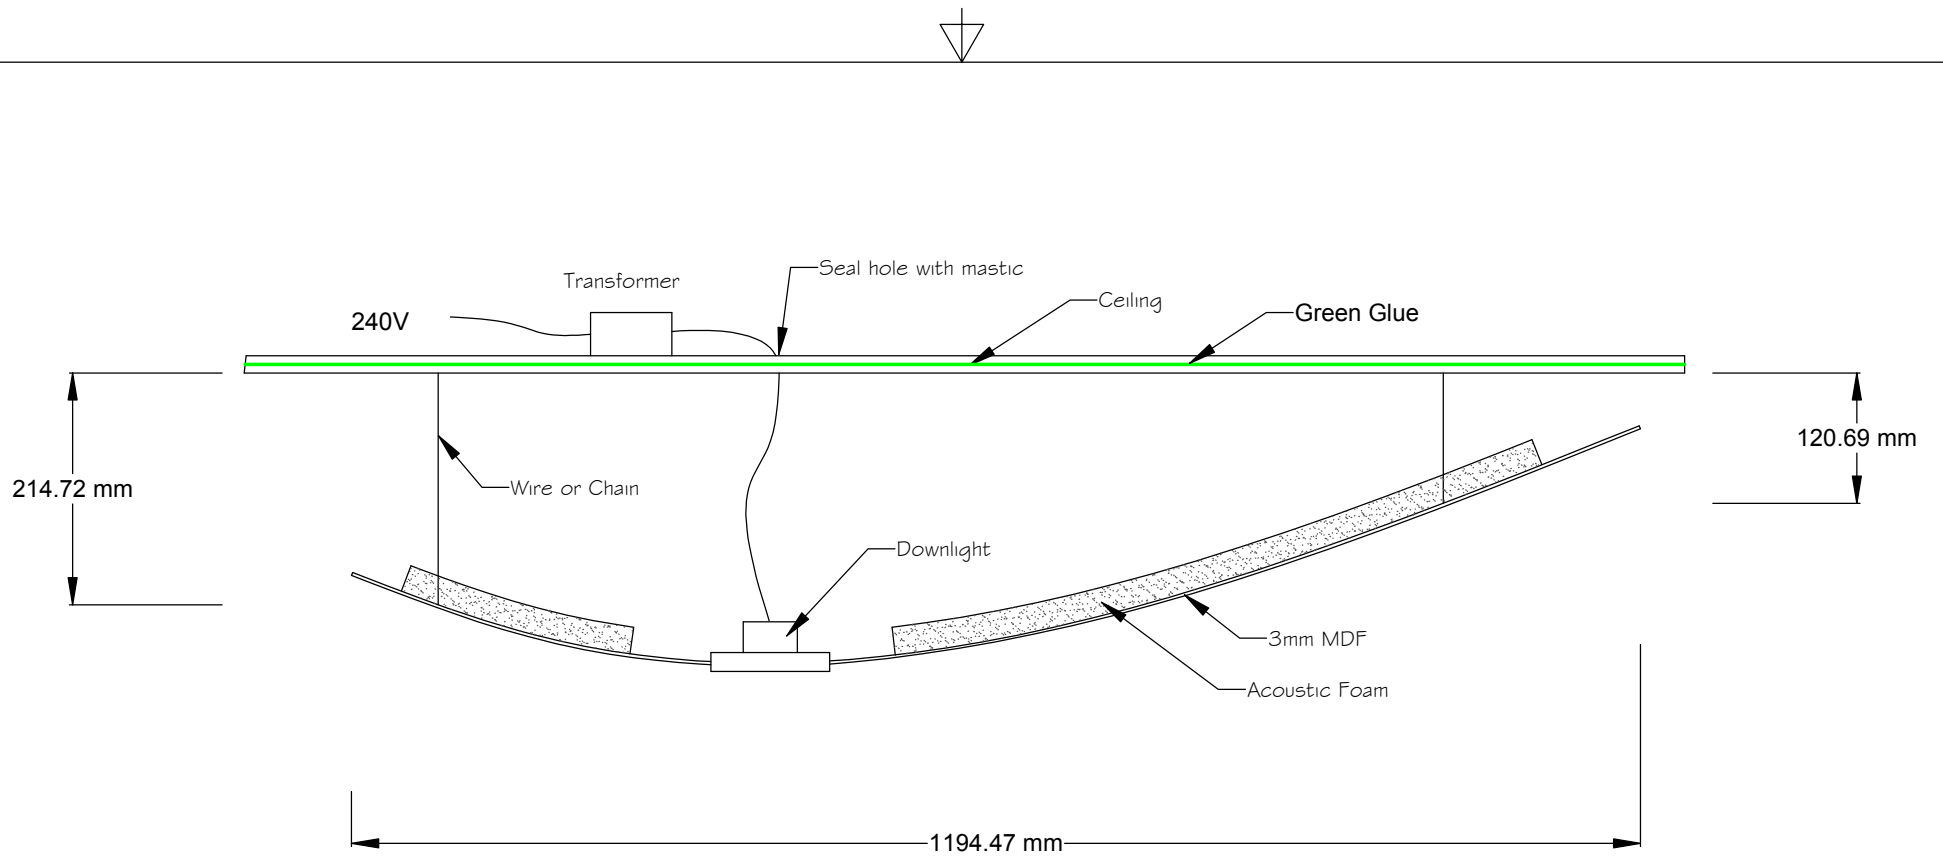 Seal hole with mastic
Transformer
Ceiling
240V
Green Glue
120.69 mm
214.72 mm
Wire or Chain
Downlight
3mm MDF
Acoustic Foam
1194.47 mm